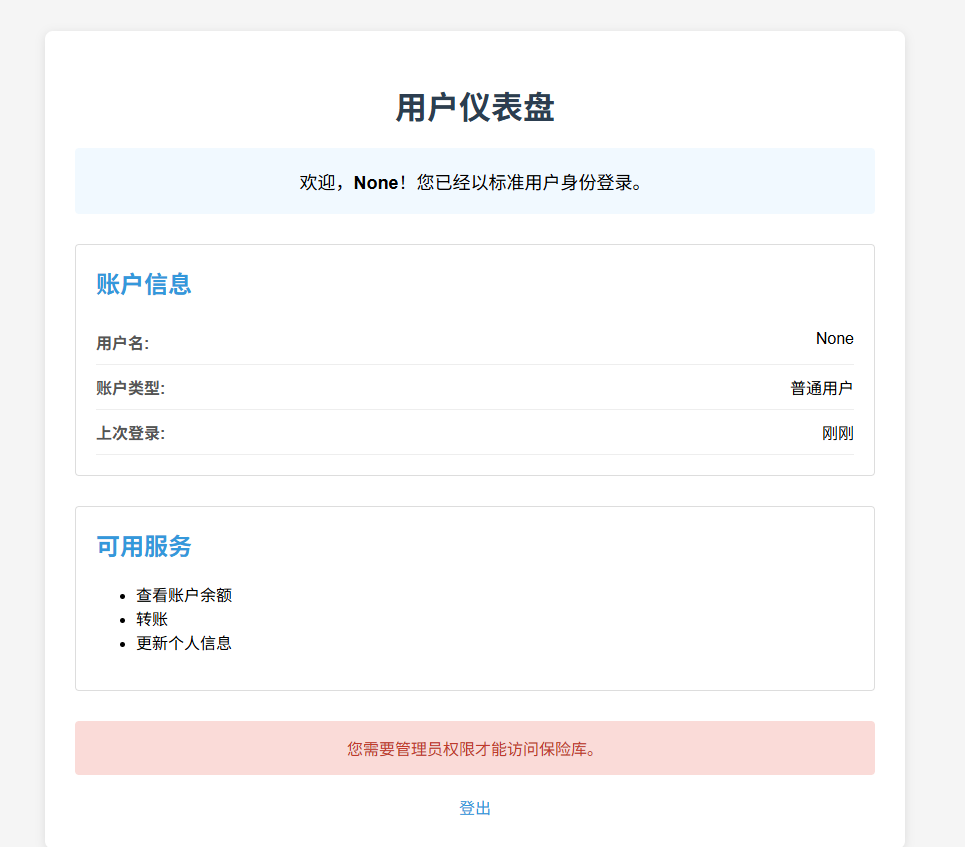 用户仪表盘
欢迎，None！您已经以标准用户身份登录。
账户信息
用户名: None
账户类型: 普通用户
上次登录: 刚刚
可用服务
查看账户余额
转账
更新个人信息
您需要管理员权限才能访问保险库。
登出